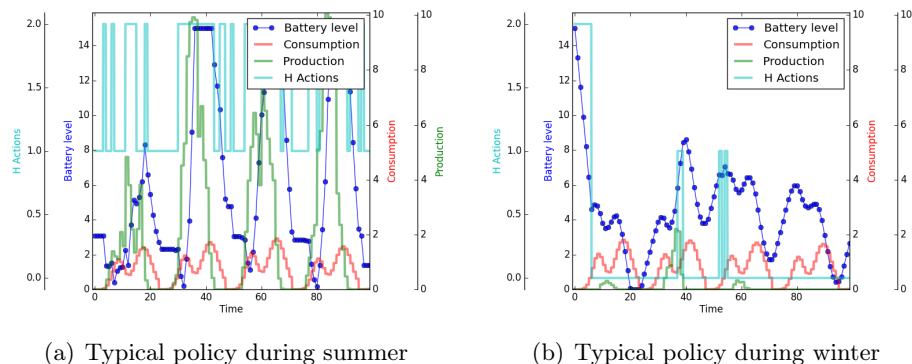 2.0
1.5
1.0
0.5
0.0
H Actions
14
12
10
8
6
4
2
0
Battery level
Battery level
Consumption
Production
H Actions
0
20
40
60
80
Time
10
8
6
4
2
0
Consumption
10
8
6
4
2
0
Production
(a) Typical policy during summer
2.0
1.5
1.0
0.5
0.0
H Actions
14
12
10
8
6
4
2
0
Battery level
Battery level
Consumption
Production
H Actions
0
20
40
60
80
Time
10
8
6
4
2
0
Consumption
(b) Typical policy during winter